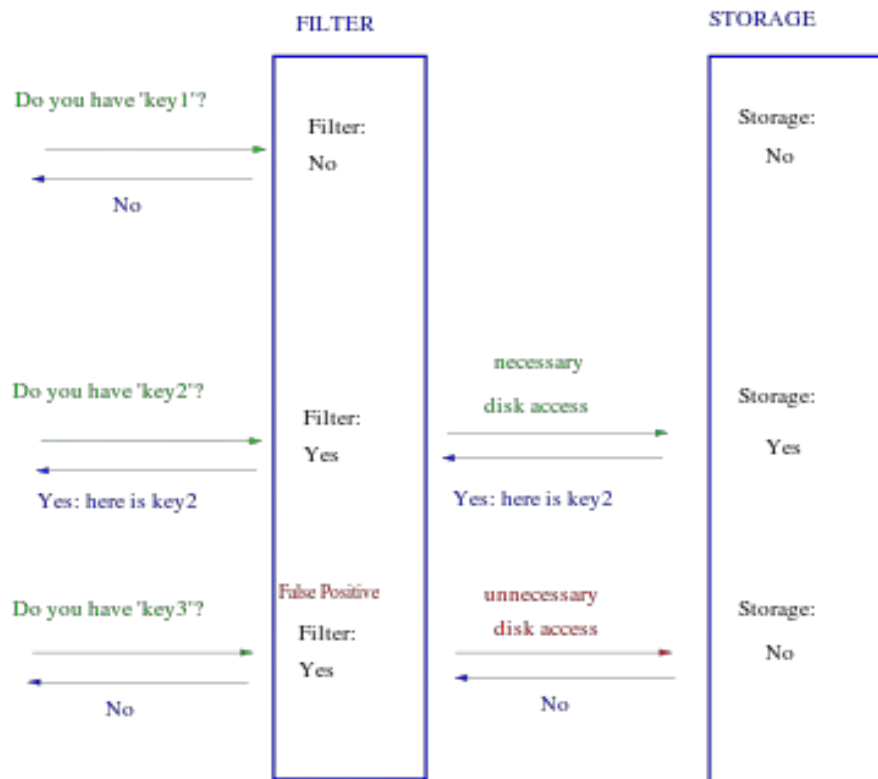 FILTER
STORAGE
Do you have 'key1'?
Filter:
No
No
Storage:
No
Do you have 'key2'?
Filter:
Yes
Yes: here is key2
necessary
disk access
Yes: here is key2
Storage:
Yes
Do you have 'key3'?
False Positive
Filter:
Yes
No
unnecessary
disk access
No
Storage:
No